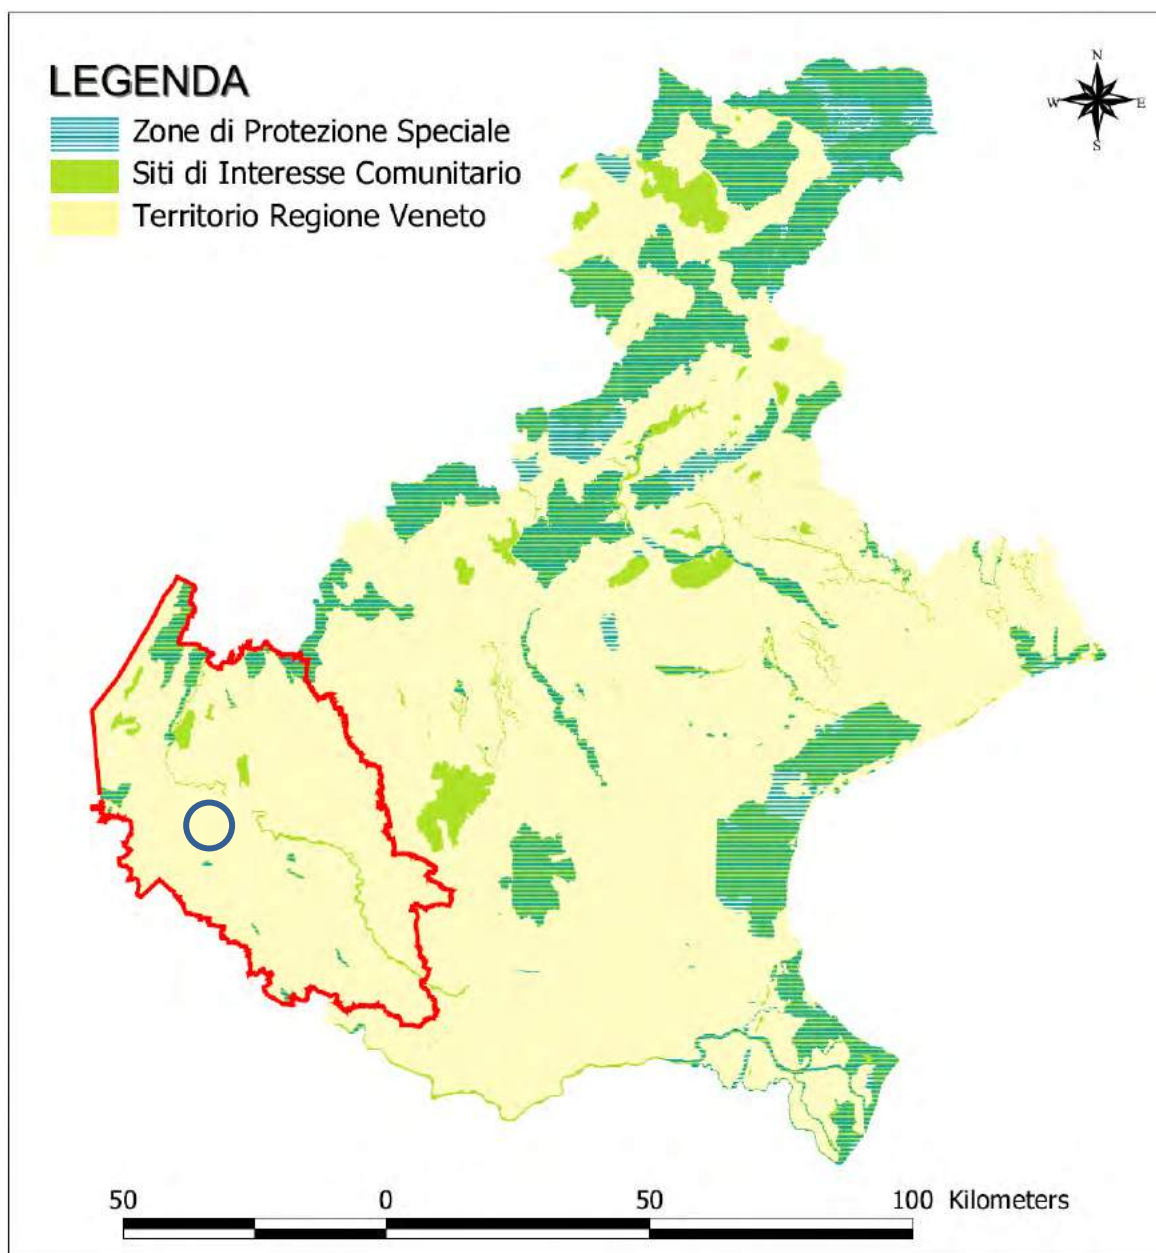 LEGENDA
Zone di Protezione Speciale
Siti di Interesse Comunitario
Territorio Regione Veneto
N
W E
S
50 0 50 100 Kilometers